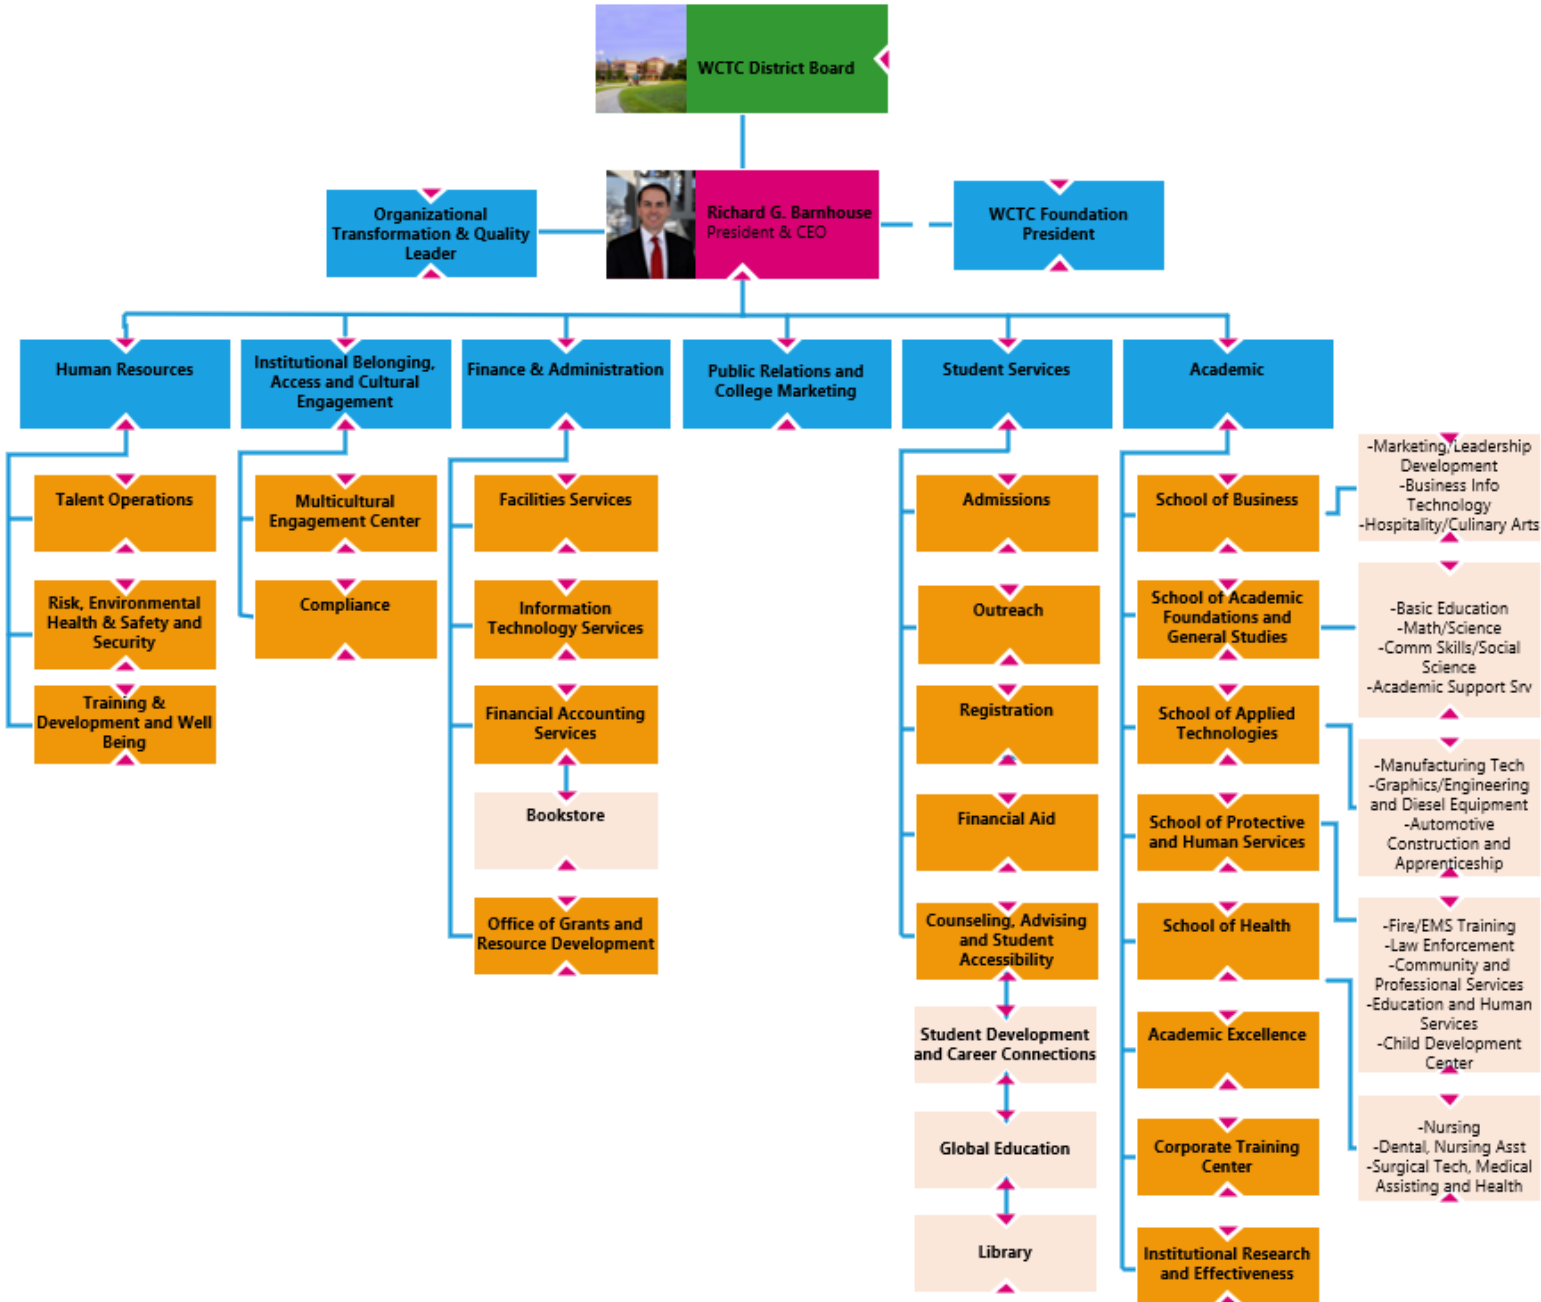 WCTC District Board
Organizational
Transformation & Quality
Leader
Richard G. Barnhouse
President & CEO
WCTC Foundation
President
Human Resources
Institutional Belonging,
Access and Cultural
Engagement
Finance & Administration
Public Relations and
College Marketing
Student Services
Academic
Talent Operations
Risk, Environmental
Health & Safety and
Security
Training &
Development and Well
Being
Multicultural
Engagement Center
Compliance
Facilities Services
Information
Technology Services
Financial Accounting
Services
Bookstore
Office of Grants and
Resource Development
Admissions
Outreach
Registration
Financial Aid
Counseling, Advising
and Student
Accessibility
Student Development
and Career Connections
Global Education
Library
School of Business
School of Academic
Foundations and
General Studies
School of Applied
Technologies
School of Protective
and Human Services
School of Health
Academic Excellence
Corporate Training
Center
Institutional Research
and Effectiveness
-Marketing/Leadership
Development
-Business Info
Technology
-Hospitality/Culinary Arts
-Basic Education
-Math/Science
-Comm Skills/Social
Science
-Academic Support Srv
-Manufacturing Tech
-Graphics/Engineering
and Diesel Equipment
-Automotive
Construction and
Apprenticeship
-Fire/EMS Training
-Law Enforcement
-Community and
Professional Services
-Education and Human
Services
-Child Development
Center
-Nursing
-Dental, Nursing Asst
-Surgical Tech, Medical
Assisting and Health